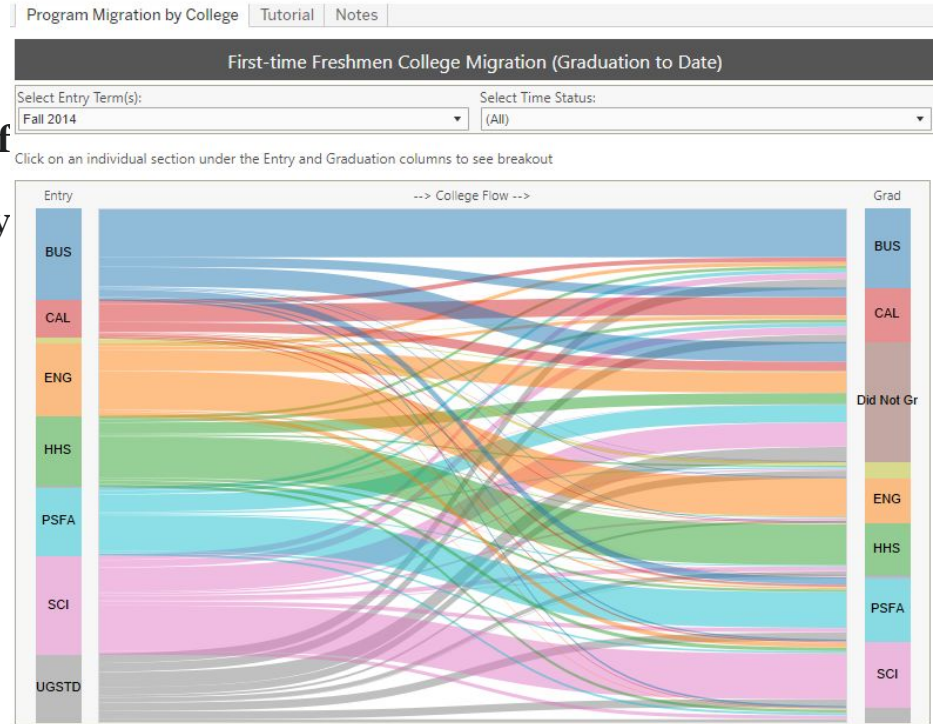 Program Migration by College Tutorial Notes
First-time Freshmen College Migration (Graduation to Date)
Select Entry Term(s): Select Time Status:
Fall 2014 (All)
f
Click on an individual section under the Entry and Graduation columns to see breakout
Entry --> College Flow --> Grad
y
BUS BUS
CAL CAL
ENG
Did Not Gr
HHS
ENG
PSFA
HHS
SCI PSFA
SCI
UGSTD